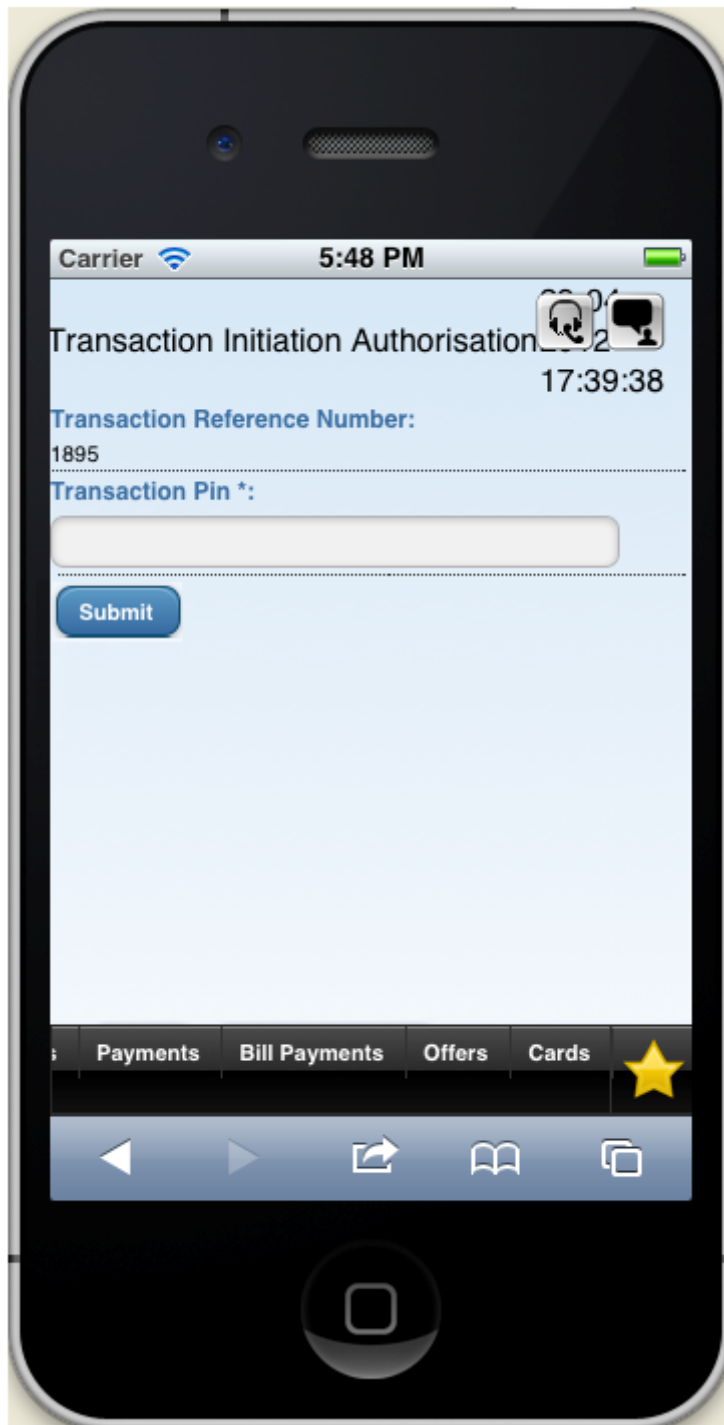 Carrier
5:48 PM
Transaction Initiation Authorisation
17:39:38
Transaction Reference Number:
1895
Transaction Pin *:
Submit
s Payments Bill Payments Offers Cards